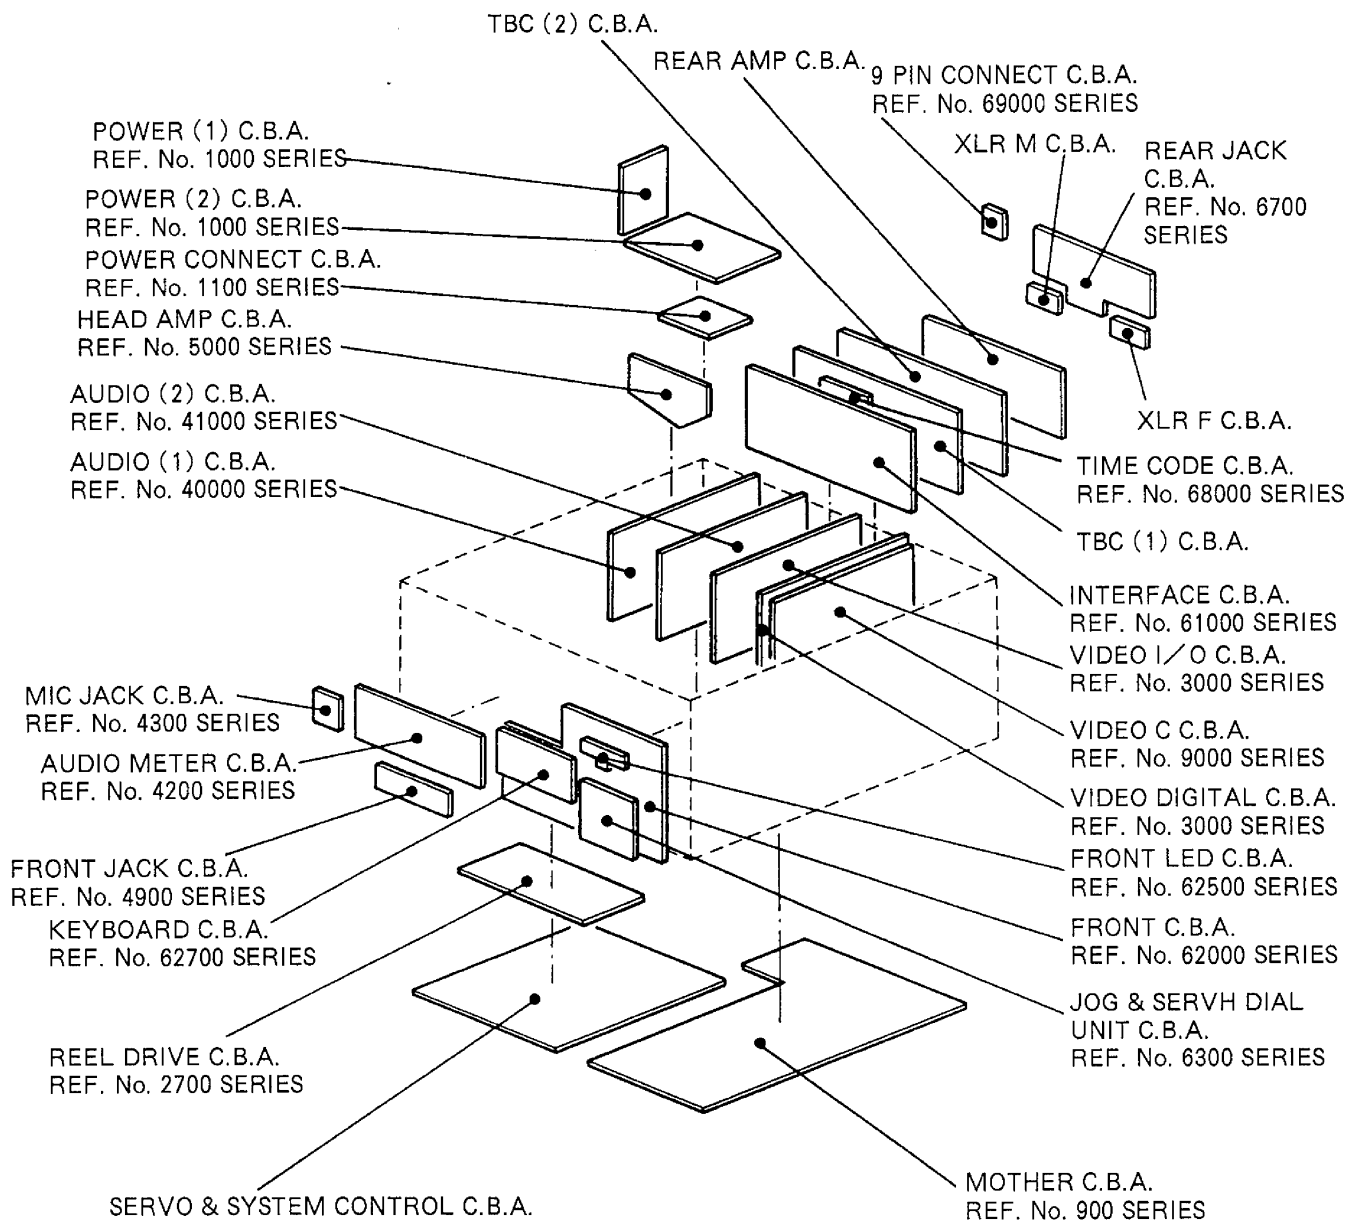 TBC (2) C.B.A.
REAR AMP C.B.A.
9 PIN CONNECT C.B.A.
REF. No. 69000 SERIES
XLR M C.B.A.
REAR JACK
C.B.A.
REF. No. 6700
SERIES
POWER (1) C.B.A.
REF. No. 1000 SERIES
POWER (2) C.B.A.
REF. No. 1000 SERIES
POWER CONNECT C.B.A.
REF. No. 1100 SERIES
HEAD AMP C.B.A.
REF. No. 5000 SERIES
AUDIO (2) C.B.A.
REF. No. 41000 SERIES
AUDIO (1) C.B.A.
REF. No. 40000 SERIES
XLR F C.B.A.
TIME CODE C.B.A.
REF. No. 68000 SERIES
TBC (1) C.B.A.
INTERFACE C.B.A.
REF. No. 61000 SERIES
VIDEO I/O C.B.A.
REF. No. 3000 SERIES
VIDEO C C.B.A.
REF. No. 9000 SERIES
VIDEO DIGITAL C.B.A.
REF. No. 3000 SERIES
FRONT LED C.B.A.
REF. No. 62500 SERIES
FRONT C.B.A.
REF. No. 62000 SERIES
JOG & SERVH DIAL
UNIT C.B.A.
REF. No. 6300 SERIES
MIC JACK C.B.A.
REF. No. 4300 SERIES
AUDIO METER C.B.A.
REF. No. 4200 SERIES
FRONT JACK C.B.A.
REF. No. 4900 SERIES
KEYBOARD C.B.A.
REF. No. 62700 SERIES
REEL DRIVE C.B.A.
REF. No. 2700 SERIES
SERVO & SYSTEM CONTROL C.B.A.
MOTHER C.B.A.
REF. No. 900 SERIES